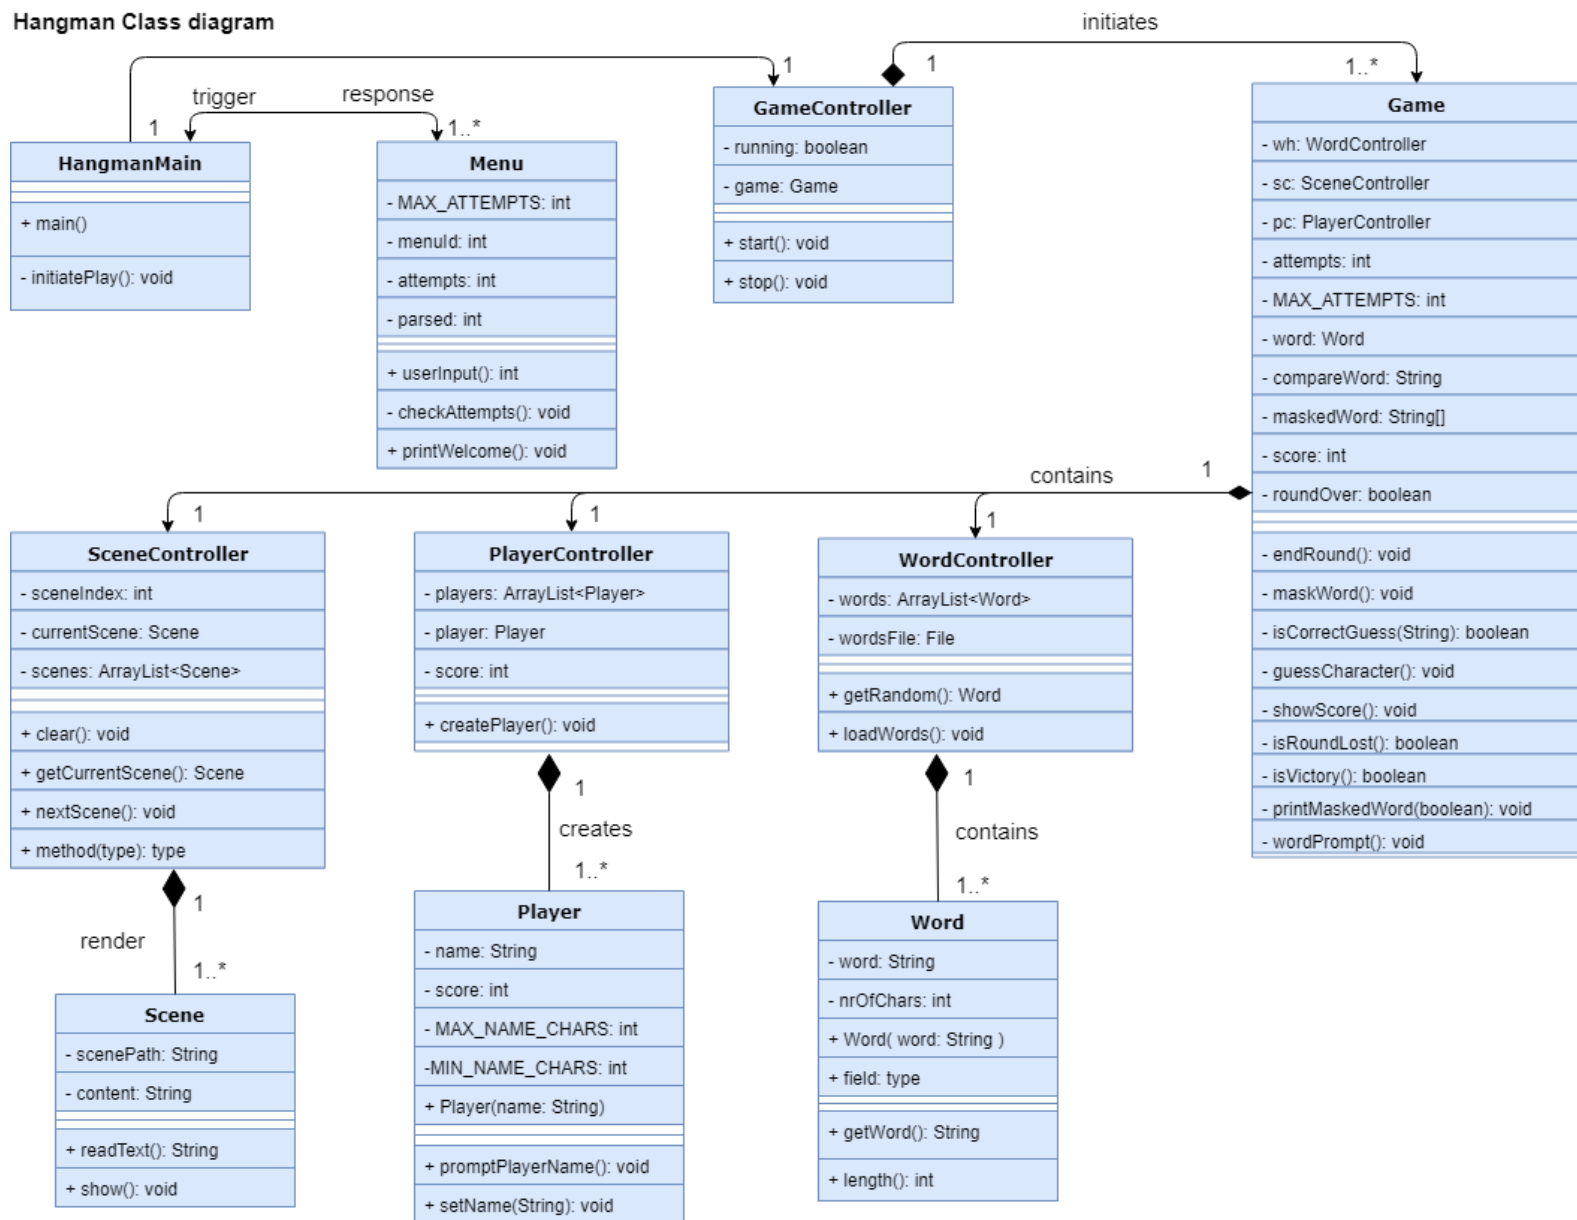 Hangman Class diagram
initiates
1
1
1..*
trigger
response
1
1..*
HangmanMain
+ main()
- initiatePlay(): void
Menu
- MAX_ATTEMPTS: int
- menuId: int
- attempts: int
- parsed: int
+ userInput(): int
- checkAttempts(): void
+ printWelcome(): void
GameController
- running: boolean
- game: Game
+ start(): void
+ stop(): void
Game
- wh: WordController
- sc: SceneController
- pc: PlayerController
- attempts: int
- MAX_ATTEMPTS: int
- word: Word
- compareWord: String
- maskedWord: String[]
- score: int
- roundOver: boolean
- endRound(): void
- maskWord(): void
- isCorrectGuess(String): boolean
- guessCharacter(): void
- showScore(): void
- isRoundLost(): boolean
- isVictory(): boolean
- printMaskedWord(boolean): void
- wordPrompt(): void
contains
1
1
1
1
SceneController
- sceneIndex: int
- currentScene: Scene
- scenes: ArrayList<Scene>
+ clear(): void
+ getCurrentScene(): Scene
+ nextScene(): void
+ method(type): type
PlayerController
- players: ArrayList<Player>
- player: Player
- score: int
+ createPlayer(): void
WordController
- words: ArrayList<Word>
- wordsFile: File
+ getRandom(): Word
+ loadWords(): void
1
render
1..*
1
creates
1..*
1
contains
1..*
Scene
- scenePath: String
- content: String
+ readText(): String
+ show(): void
Player
- name: String
- score: int
- MAX_NAME_CHARS: int
-MIN_NAME_CHARS: int
+ Player(name: String)
+ promptPlayerName(): void
+ setName(String): void
Word
- word: String
- nrOfChars: int
+ Word( word: String )
+ field: type
+ getWord(): String
+ length(): int